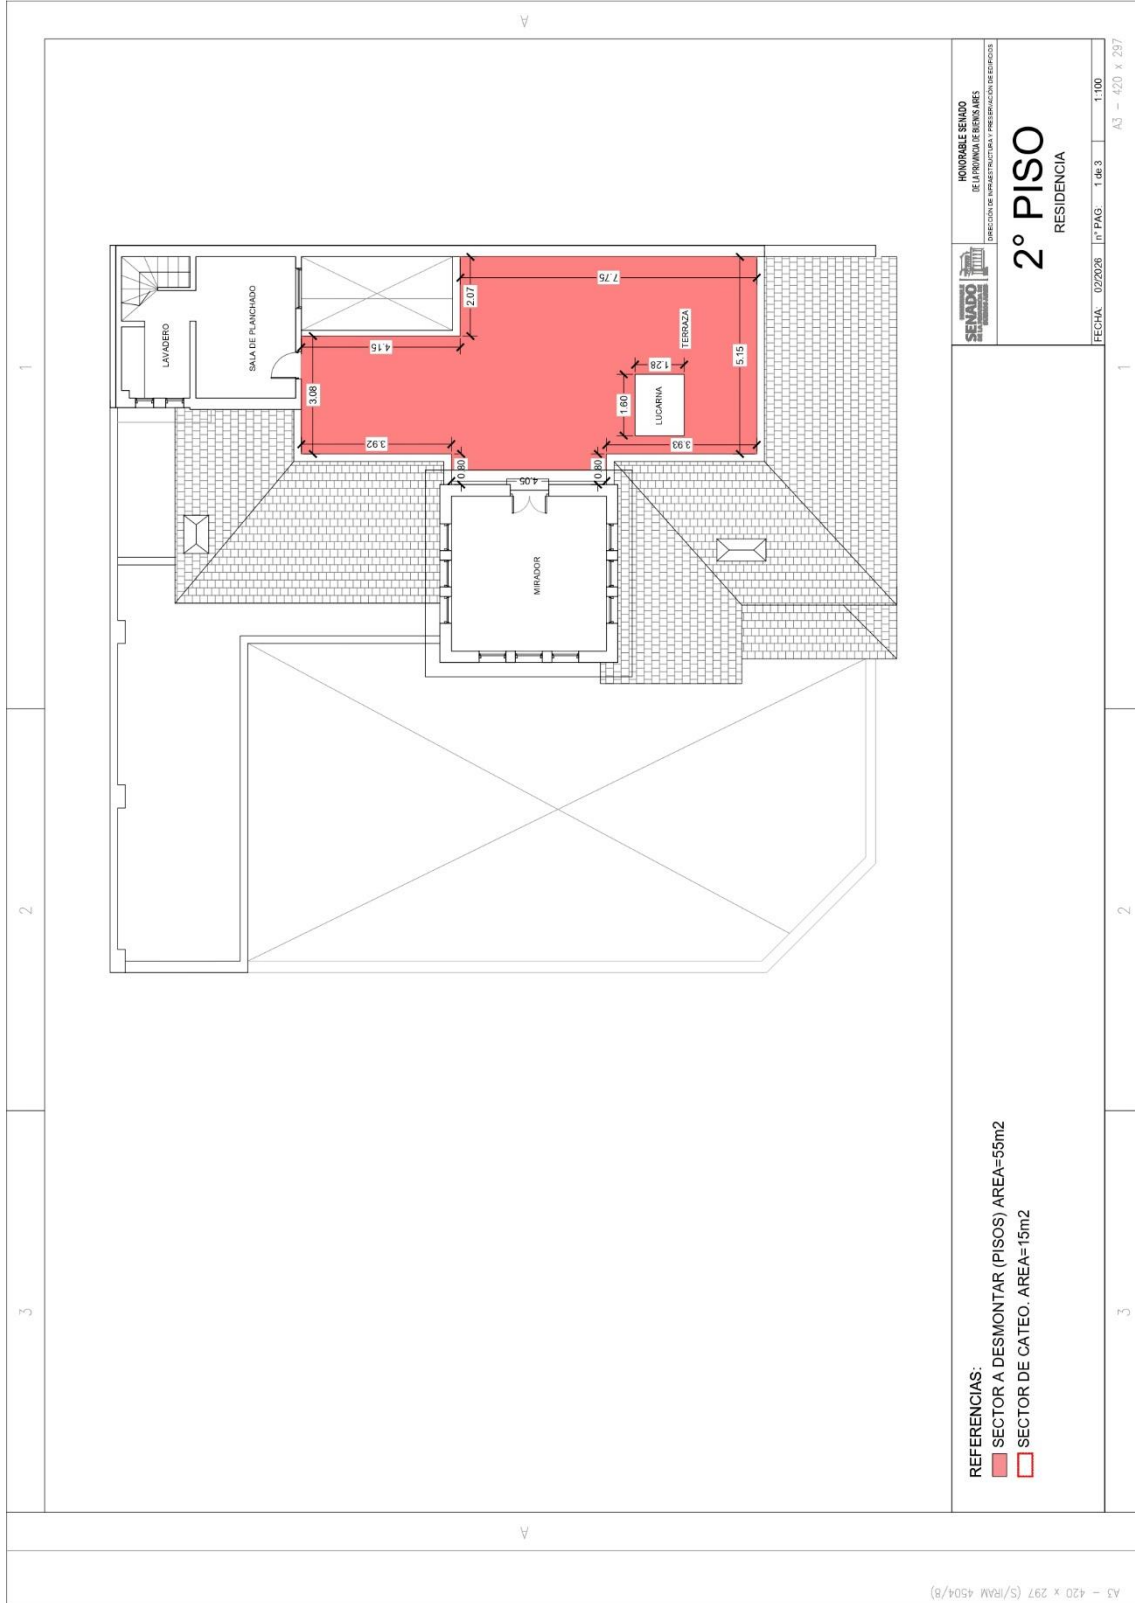 A3 - 420 x 297
A3 - 420 x 297 (S/IRAM 4504/8)
3
2
1
A
A
3
2
1
LAVADERO
SALA DE PLANCHADO
3.08
4.15
2.07
7.75
3.92
0.80
4.05
0.80
3.93
1.60
1.28
LUCARNA
TERRAZA
5.15
MIRADOR
REFERENCIAS:
SECTOR A DESMONTAR (PISOS) AREA=55m2
SECTOR DE CATEO. AREA=15m2
SENADO
HONORABLE SENADO
DE LA PROVINCIA DE BUENOS AIRES
DIRECCIÓN DE INFRAESTRUCTURA Y PRESERVACIÓN DE EDIFICIOS
2° PISO
RESIDENCIA
FECHA: 02/2026
n° PAG: 1 de 3
1:100